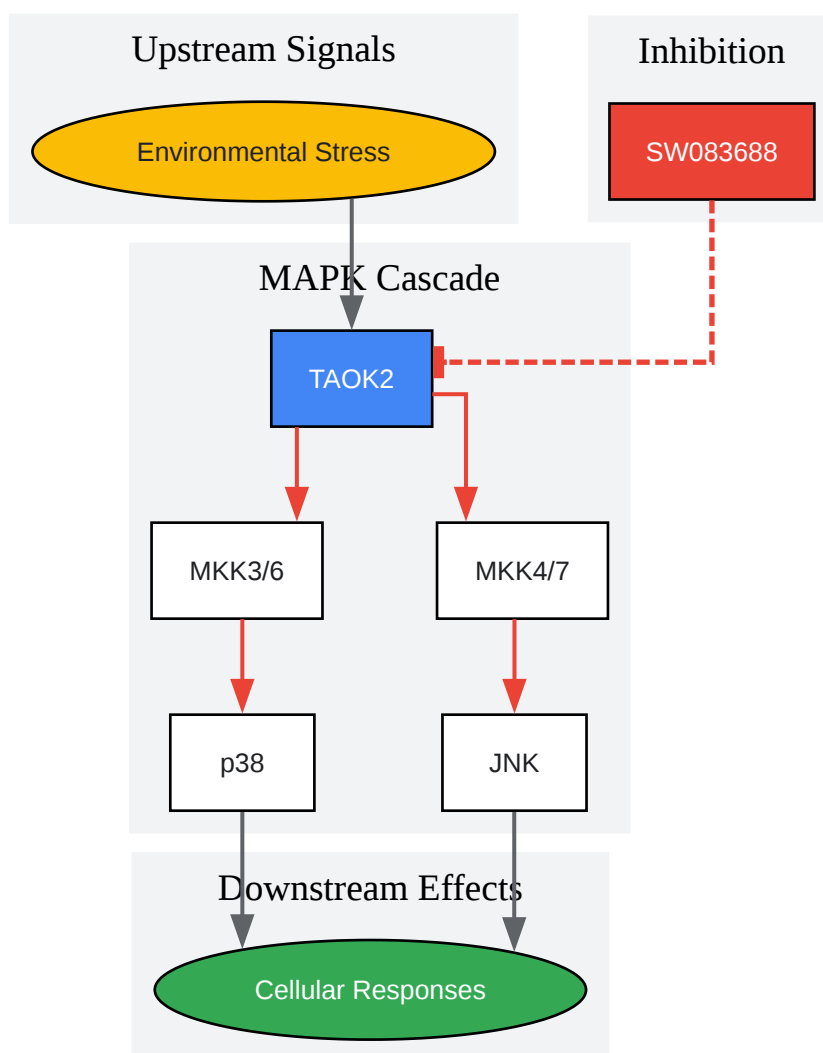 Upstream Signals
Inhibition
Environmental Stress
SW083688
MAPK Cascade
TAOK2
MKK3/6
MKK4/7
p38
JNK
Downstream Effects
Cellular Responses